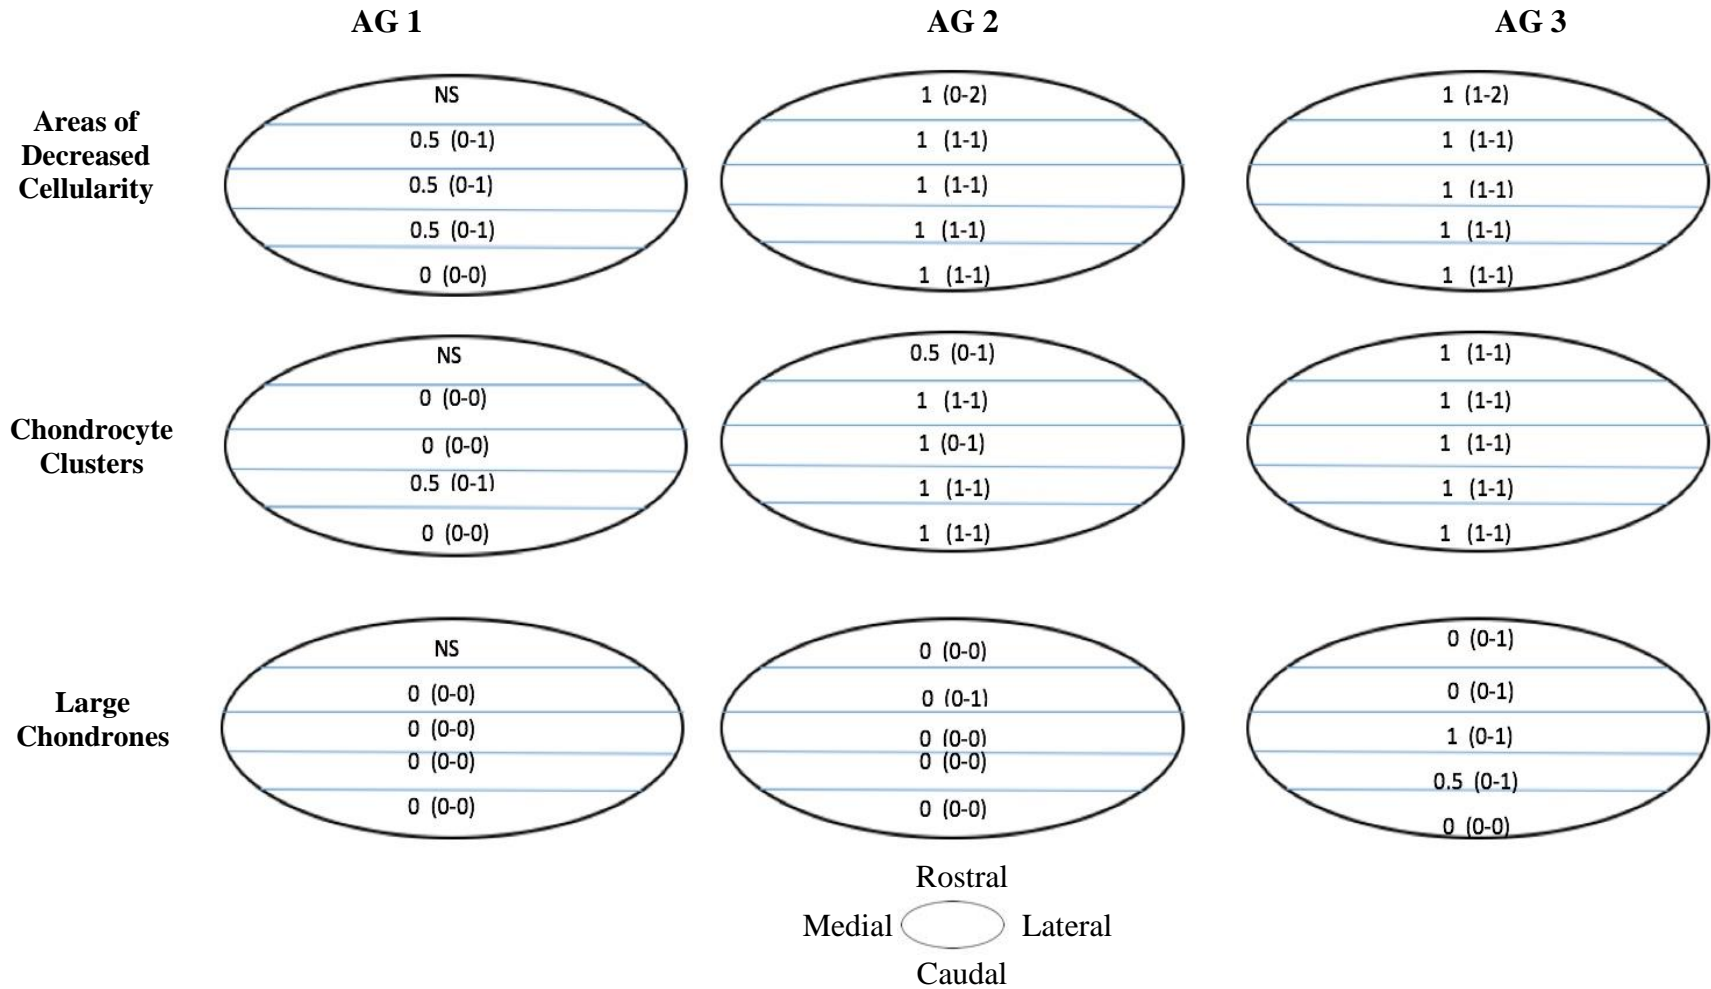 AG 1 AG 2 AG 3
Areas of
Decreased
Cellularity
NS 1 (0-2) 1 (1-2)
0.5 (0-1) 1 (1-1) 1 (1-1)
0.5 (0-1) 1 (1-1) 1 (1-1)
0.5 (0-1) 1 (1-1) 1 (1-1)
0 (0-0) 1 (1-1) 1 (1-1)
Chondrocyte
Clusters
NS 0.5 (0-1) 1 (1-1)
0 (0-0) 1 (1-1) 1 (1-1)
0 (0-0) 1 (0-1) 1 (1-1)
0.5 (0-1) 1 (1-1) 1 (1-1)
0 (0-0) 1 (1-1) 1 (1-1)
Large
Chondrones
NS 0 (0-0) 0 (0-1)
0 (0-0) 0 (0-1) 0 (0-1)
0 (0-0) 0 (0-0) 1 (0-1)
0 (0-0) 0 (0-0) 0.5 (0-1)
0 (0-0) 0 (0-0) 0 (0-0)
Rostral
Medial Lateral
Caudal